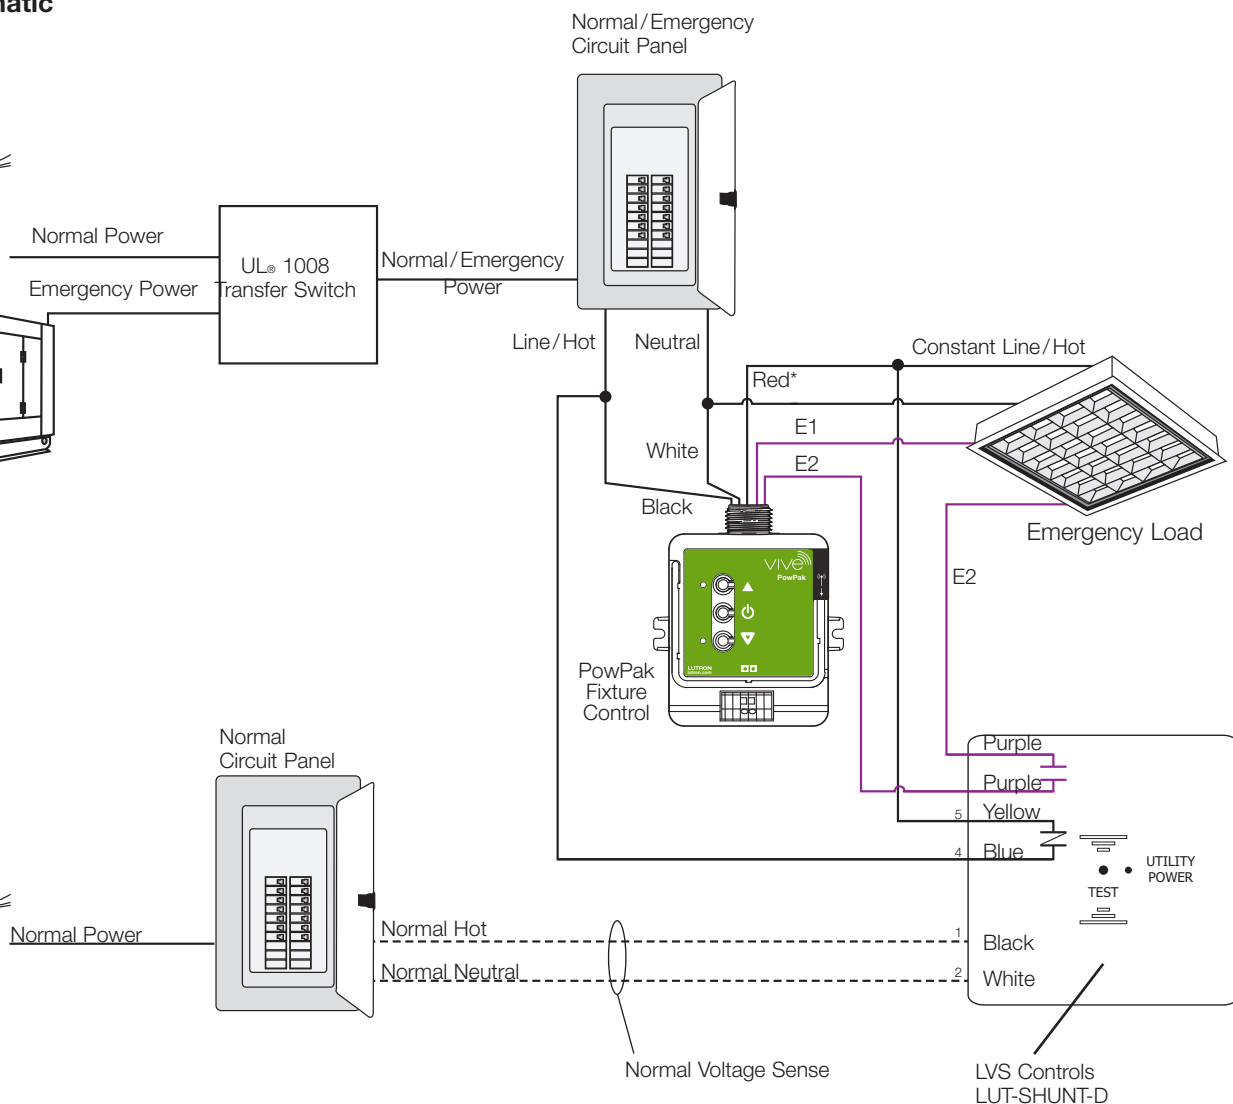 Normal/Emergency
Circuit Panel
Normal Power
UL® 1008
Transfer Switch
Normal/Emergency
Power
Emergency Power
Line/Hot
Neutral
Constant Line/Hot
Red*
E1
White
E2
Black
Emergency Load
VIVE
PowPak
E2
LUTRON
lutron.com
PowPak
Fixture
Control
Normal
Circuit Panel
Purple
Purple
5
Yellow
4
Blue
UTILITY
POWER
TEST
Normal Power
Normal Hot
1
Black
Normal Neutral
2
White
Normal Voltage Sense
LVS Controls
LUT-SHUNT-D